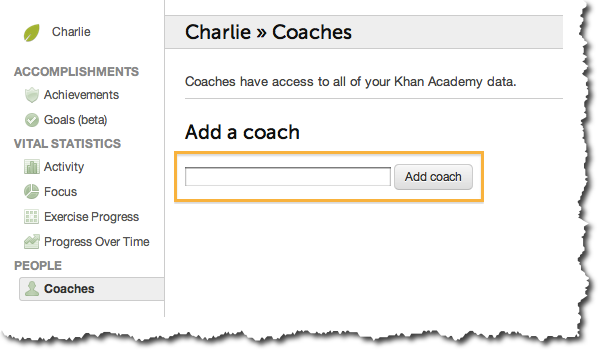 Charlie
ACCOMPLISHMENTS
Achievements
Goals (beta)
VITAL STATISTICS
Activity
Focus
Exercise Progress
Progress Over Time
PEOPLE
Coaches
Charlie » Coaches
Coaches have access to all of your Khan Academy data.
Add a coach
Add coach